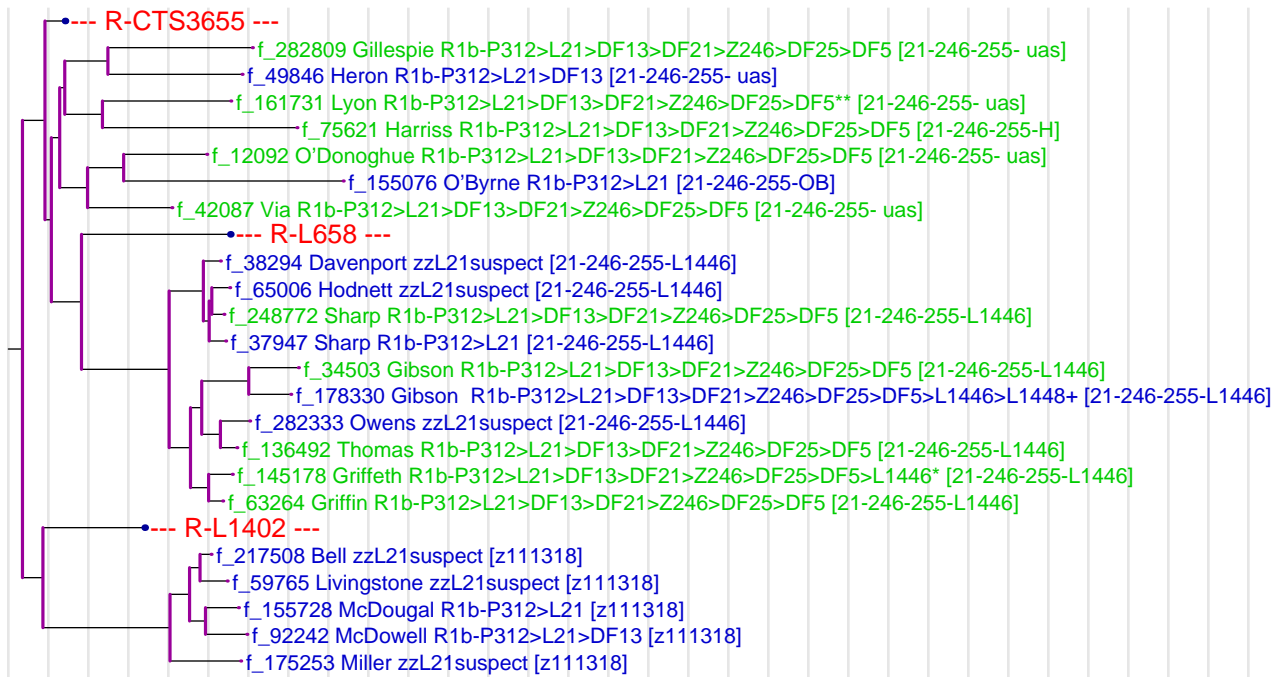 --- R-CTS3655 ---
f_282809 Gillespie R1b-P312>L21>DF13>DF21>Z246>DF25>DF5 [21-246-255- uas]
f_49846 Heron R1b-P312>L21>DF13 [21-246-255- uas]
f_161731 Lyon R1b-P312>L21>DF13>DF21>Z246>DF25>DF5** [21-246-255- uas]
f_75621 Harriss R1b-P312>L21>DF13>DF21>Z246>DF25>DF5 [21-246-255-H]
f_12092 O'Donoghue R1b-P312>L21>DF13>DF21>Z246>DF25>DF5 [21-246-255- uas]
f_155076 O'Byrne R1b-P312>L21 [21-246-255-OB]
f_42087 Via R1b-P312>L21>DF13>DF21>Z246>DF25>DF5 [21-246-255- uas]
--- R-L658 ---
f_38294 Davenport zzL21suspect [21-246-255-L1446]
f_65006 Hodnett zzL21suspect [21-246-255-L1446]
f_248772 Sharp R1b-P312>L21>DF13>DF21>Z246>DF25>DF5 [21-246-255-L1446]
f_37947 Sharp R1b-P312>L21 [21-246-255-L1446]
f_34503 Gibson R1b-P312>L21>DF13>DF21>Z246>DF25>DF5 [21-246-255-L1446]
f_178330 Gibson  R1b-P312>L21>DF13>DF21>Z246>DF25>DF5>L1446>L1448+ [21-246-255-L1446]
f_282333 Owens zzL21suspect [21-246-255-L1446]
f_136492 Thomas R1b-P312>L21>DF13>DF21>Z246>DF25>DF5 [21-246-255-L1446]
f_145178 Griffeth R1b-P312>L21>DF13>DF21>Z246>DF25>DF5>L1446* [21-246-255-L1446]
f_63264 Griffin R1b-P312>L21>DF13>DF21>Z246>DF25>DF5 [21-246-255-L1446]
--- R-L1402 ---
f_217508 Bell zzL21suspect [z111318]
f_59765 Livingstone zzL21suspect [z111318]
f_155728 McDougal R1b-P312>L21 [z111318]
f_92242 McDowell R1b-P312>L21>DF13 [z111318]
f_175253 Miller zzL21suspect [z111318]